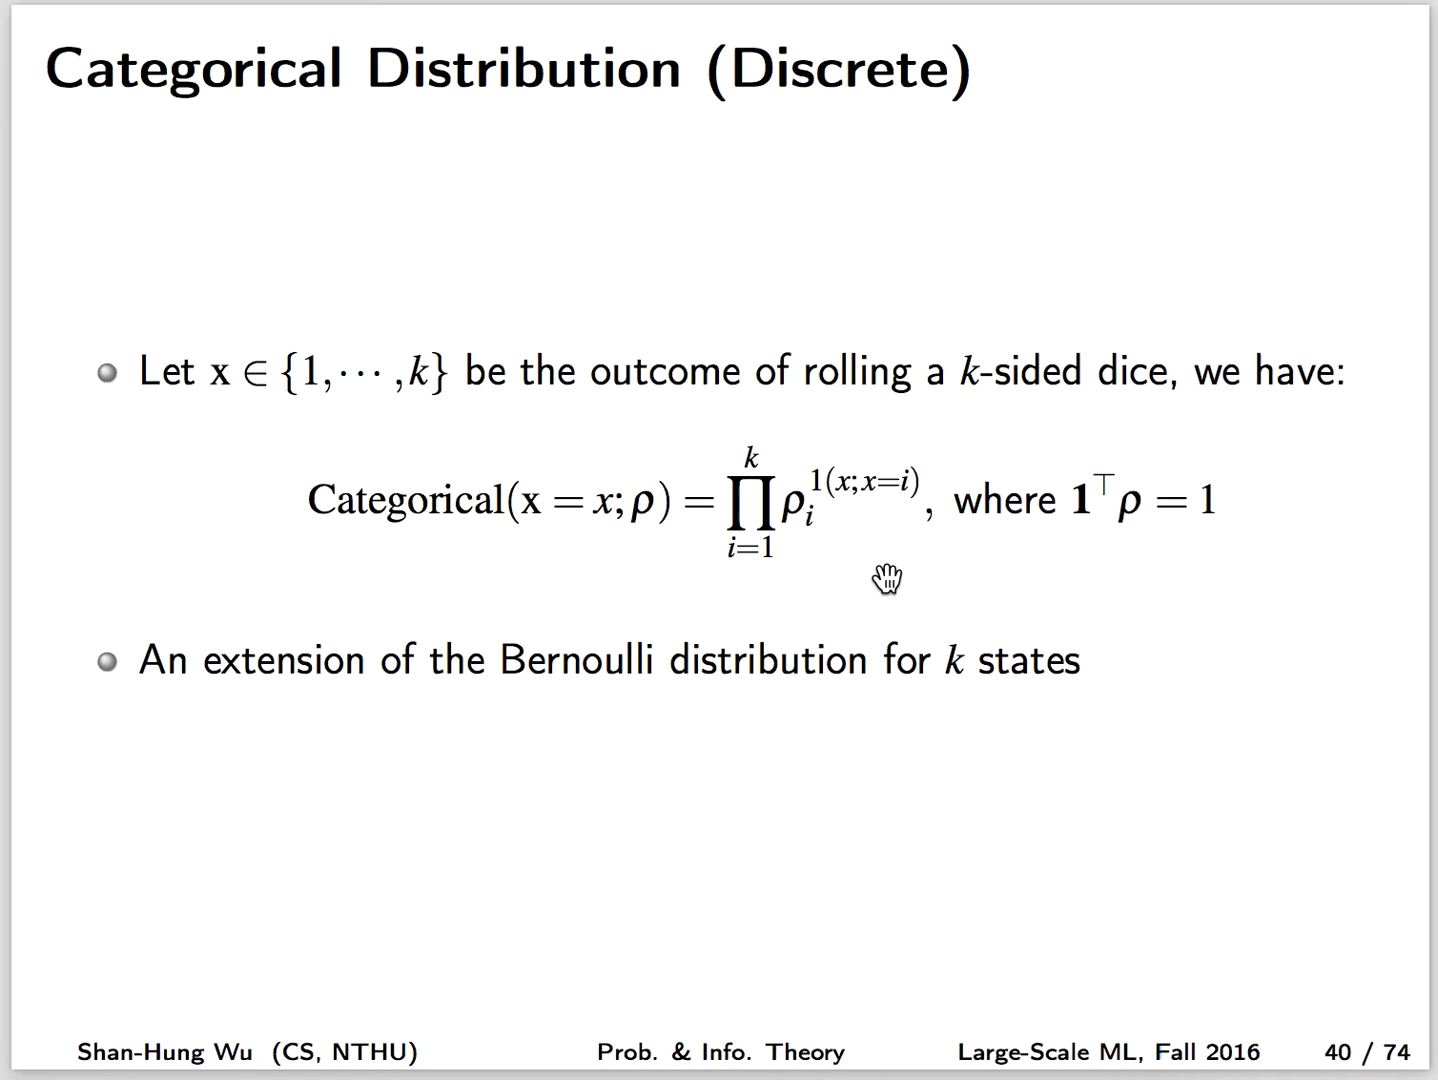 Categorical Distribution (Discrete)
Let x ∈ {1,⋯ ,k} be the outcome of rolling a k-sided dice, we have:
Categorical(x = x; ρ) = ∏_{i=1}^{k} ρ_i^{1(x;x=i)}, where 1^⊤ρ = 1
An extension of the Bernoulli distribution for k states
Shan-Hung Wu (CS, NTHU) Prob. & Info. Theory Large-Scale ML, Fall 2016 40 / 74